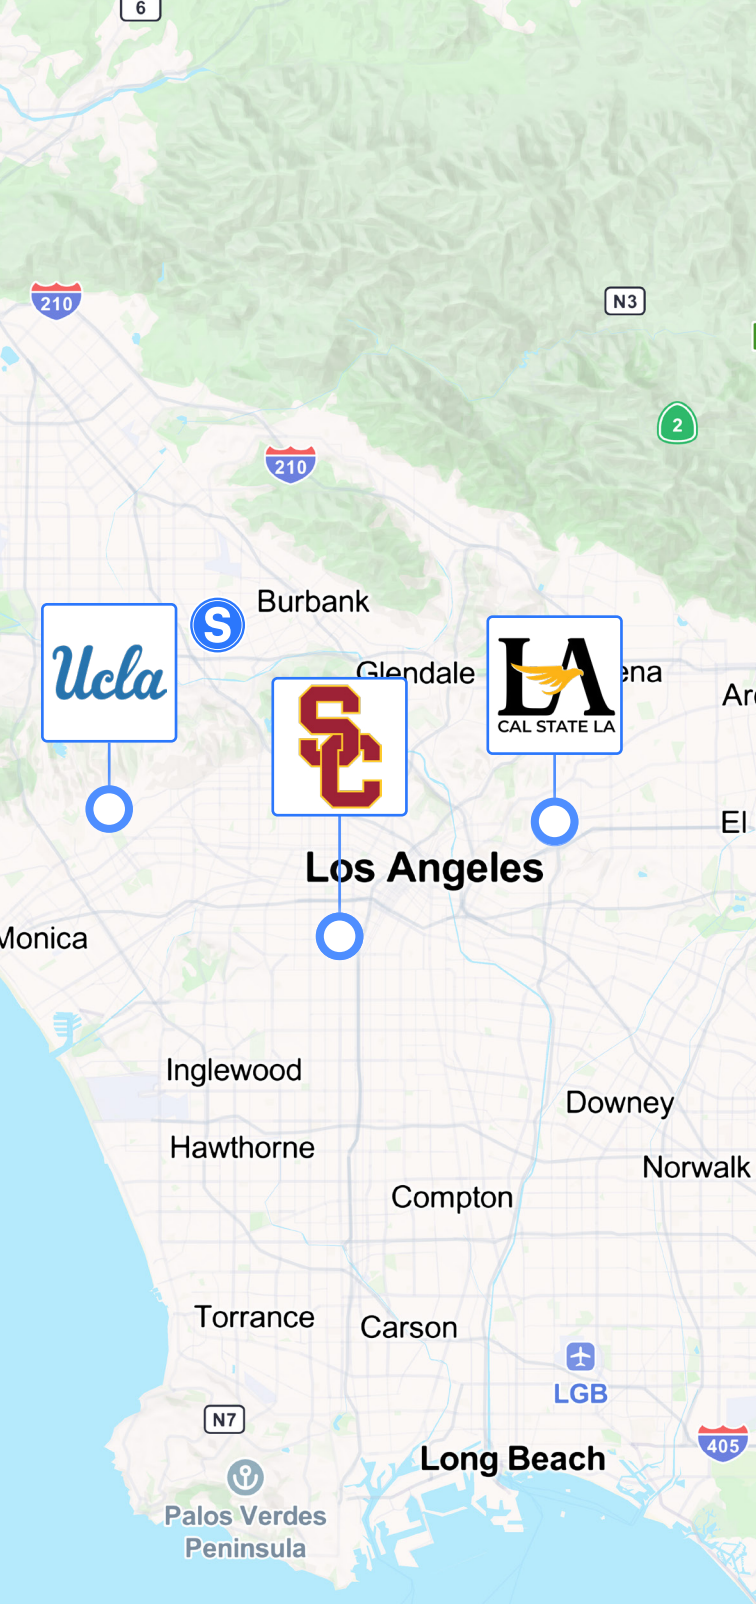 6
210
N3
2
210
Burbank
S
Ucla
Glendale
LA
CAL STATE LA
ena
Ar
SC
El
Los Angeles
Monica
Inglewood
Downey
Hawthorne
Norwalk
Compton
Torrance
Carson
LGB
N7
405
Long Beach
Palos Verdes
Peninsula